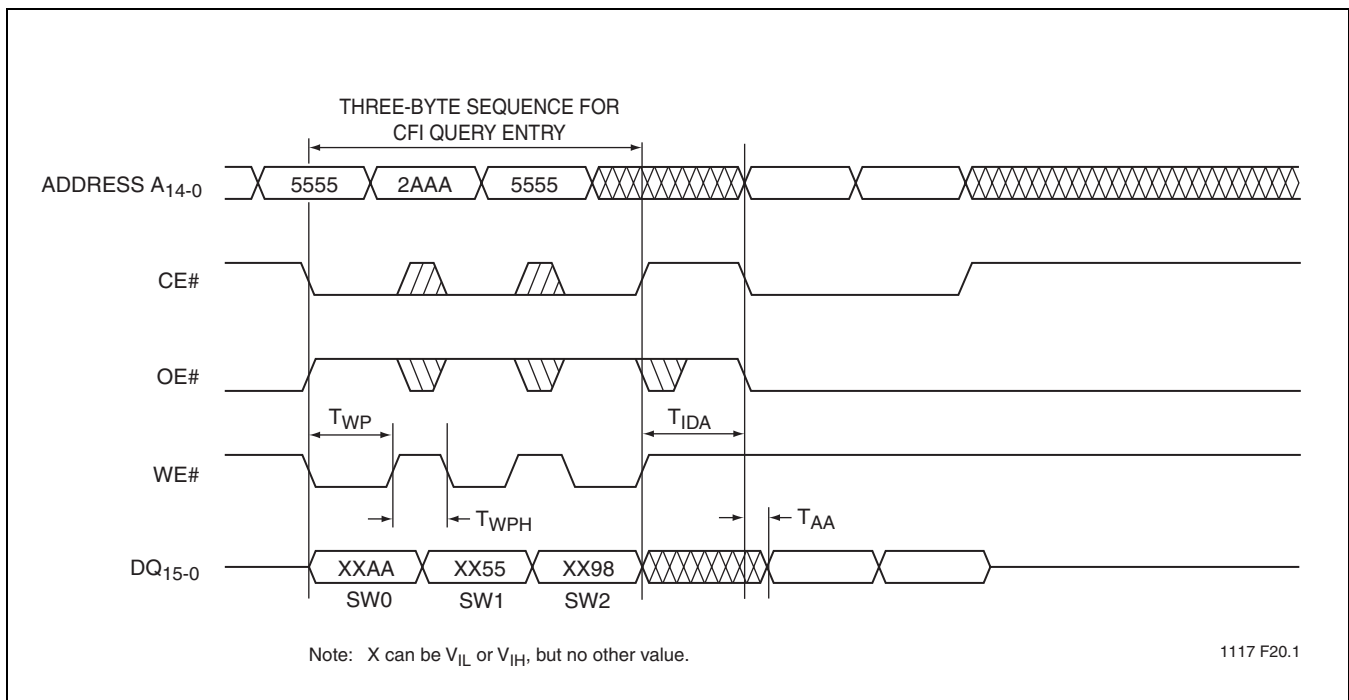 THREE-BYTE SEQUENCE FOR
CFI QUERY ENTRY
ADDRESS A14-0
5555 2AAA 5555
CE#
OE#
TWP TIDA
WE#
TWPH TAA
DQ15-0
XXAA XX55 XX98
SW0 SW1 SW2
Note: X can be VIL or VIH, but no other value.
1117 F20.1